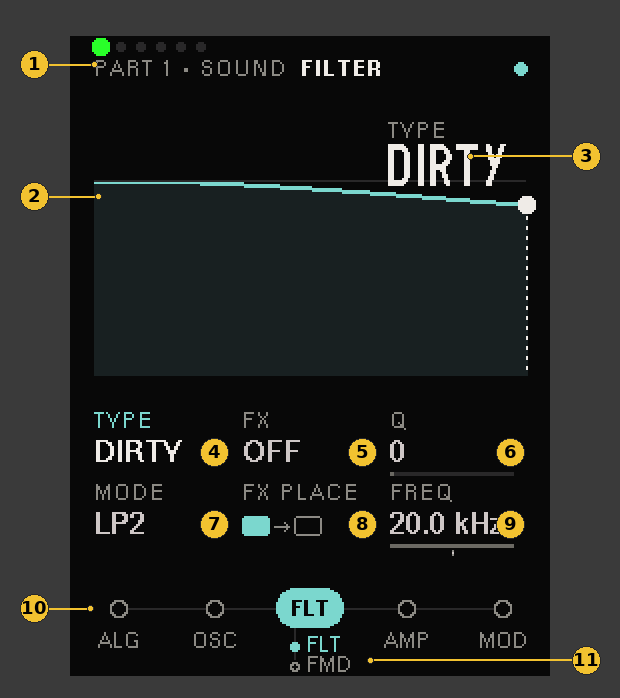 1 PART 1 · SOUND FILTER
TYPE
DIRTY 3
2
TYPE FX Q
DIRTY 4 OFF 5 0 6
MODE FX PLACE FREQ
LP2 7 → 8 20.0 kHz 9
10 FLT
ALG OSC FLT AMP MOD
FMD 11